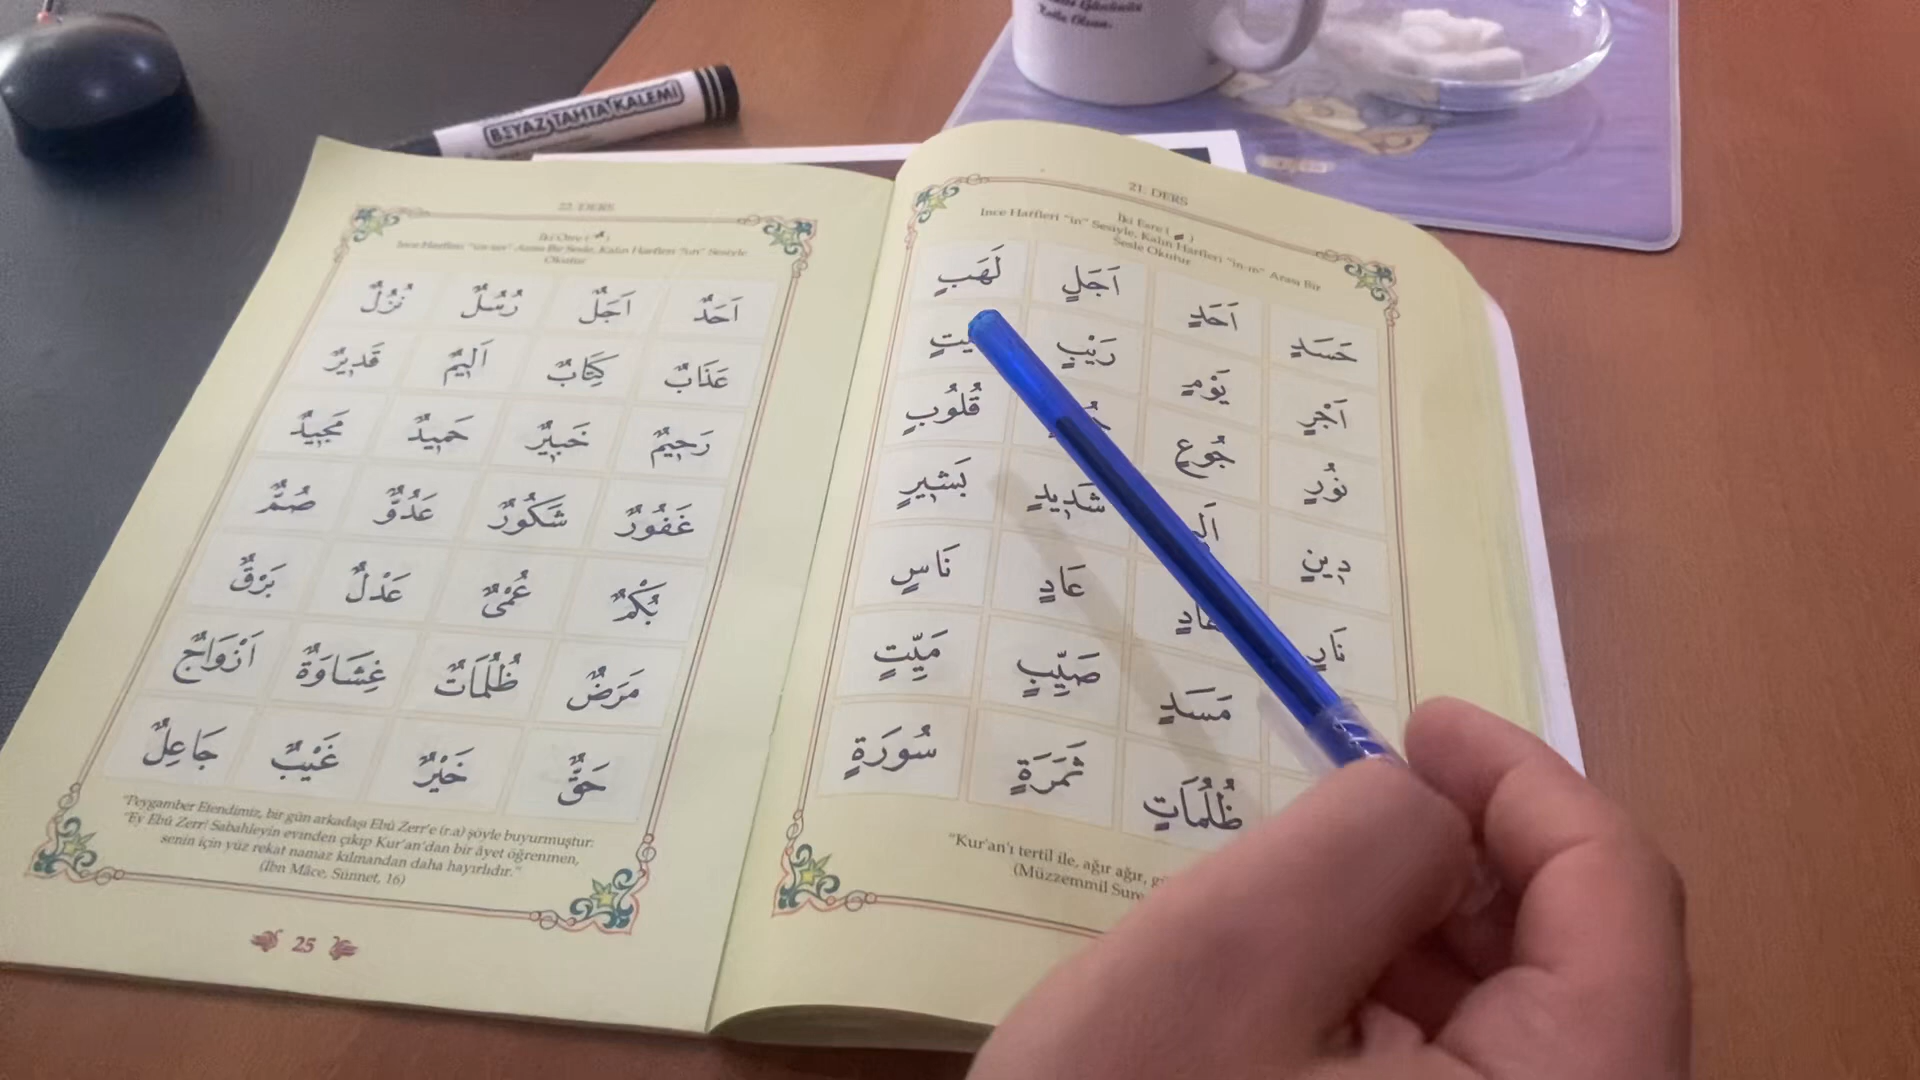 BEYAZ TAHTA KALEMİ
21. DERS
İki Esre ( ٍ )
İnce Harfleri "in" Sesiyle, Kalın Harfleri "ın-in" Arası Bir
Sesle Okutur
حَسَدٍ اَحَدٍ اَجَلٍ لَهَبٍ
اَجْرٍ يَوْمٍ رَيْبٍ
نُورٍ جُوعٍ قُلُوبٍ
دِينٍ شَدِيدٍ بَشِيرٍ
نَارٍ عَادٍ عَادٍ نَاسٍ
مَسَدٍ صَيِّبٍ مَيِّتٍ
ظُلُمَاتٍ ثَمَرَةٍ سُورَةٍ
"Kur'an'ı tertil ile, ağır ağır,
(Müzzemmil Sure
22. DERS
İki Ötre ( ٌ )
İnce Harfleri Arası Bir Sesle, Kalın Harfleri "un" Sesiyle
Okutur
اَحَدٌ اَجَلٌ رُسُلٌ نُزُلٌ
عَذَابٌ كِتَابٌ اَلِيمٌ قَدِيرٌ
رَحِيمٌ خَبِيرٌ حَمِيدٌ مَجِيدٌ
غَفُورٌ شَكُورٌ عَدُوٌّ صُمٌّ
بُكْمٌ عُمْىٌ عَدْلٌ بَرْقٌ
مَرَضٌ ظُلُمَاتٌ غِشَاوَةٌ اَزْوَاجٌ
حَقٌّ خَيْرٌ غَيْبٌ جَاعِلٌ
"Peygamber Efendimiz, bir gün arkadaşı Ebû Zerr'e (r.a) şöyle buyurmuştur:
"Ey Ebû Zerr! Sabahleyin evinden çıkıp Kur'an'dan bir âyet öğrenmen,
senin için yüz rekat namaz kılmandan daha hayırlıdır."
(İbn Mâce, Sünnet, 16)
25